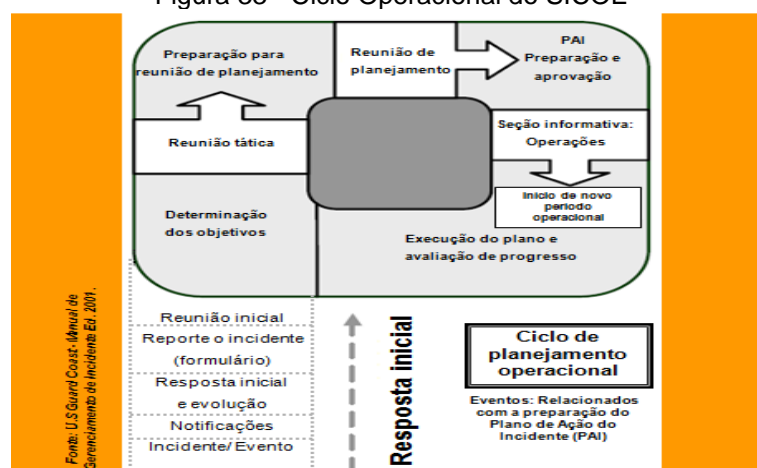 Figura 38 - Ciclo Operacional do SICOE
Preparação para
reunião de planejamento
Reunião de
planejamento
PAI
Preparação e
aprovação
Reunião tática
Seção informativa:
Operações
Inicio de novo
período
operacional
Determinação
dos objetivos
Execução do plano e
avaliação de progresso
Reunião inicial
Reporte o incidente
(formulário)
Resposta inicial
e evolução
Notificações
Incidente/ Evento
Resposta inicial
Ciclo de
planejamento
operacional
Eventos: Relacionados
com a preparação do
Plano de Ação do
Incidente (PAI)
Fonte: U.S Guard Coast - Manual de
Gerenciamento de incidente Ed. 2001.